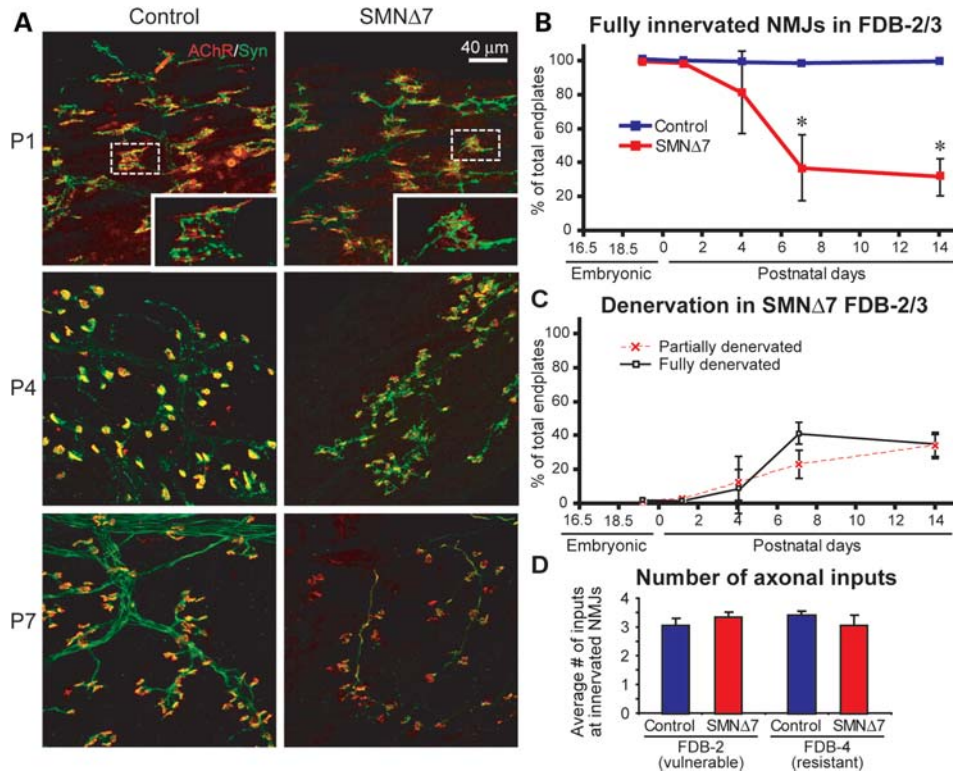 A
Control
SMNΔ7
AChR/Syn
40 μm
P1
P4
P7
B
Fully innervated NMJs in FDB-2/3
% of total endplates
100
80
60
40
20
0
Control
SMNΔ7
*
*
16.5 18.5 0 2 4 6 8 10 12 14
Embryonic Postnatal days
C
Denervation in SMNΔ7 FDB-2/3
% of total endplates
100
80
60
40
20
0
Partially denervated
Fully denervated
16.5 18.5 0 2 4 6 8 10 12 14
Embryonic Postnatal days
D
Number of axonal inputs
Average # of inputs
at innervated NMJs
4
3
2
1
0
Control SMNΔ7 Control SMNΔ7
FDB-2 FDB-4
(vulnerable) (resistant)